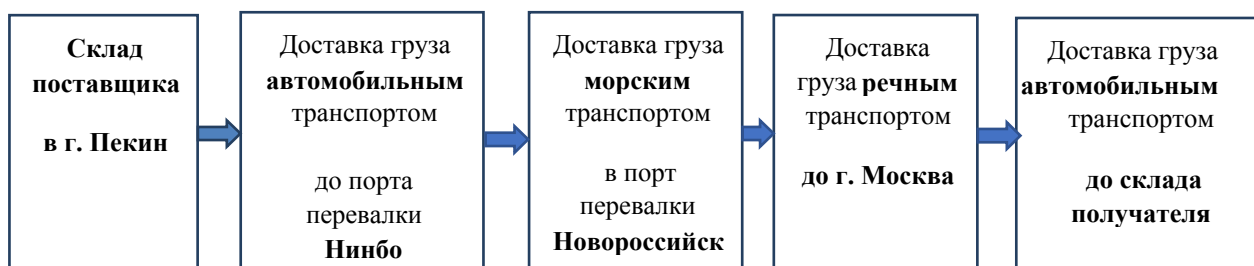 Склад
поставщика
в г. Пекин
Доставка груза
автомобильным
транспортом
до порта
перевалки
Нинбо
Доставка груза
морским
транспортом
в порт
перевалки
Новороссийск
Доставка
груза речным
транспортом
до г. Москва
Доставка груза
автомобильным
транспортом
до склада
получателя